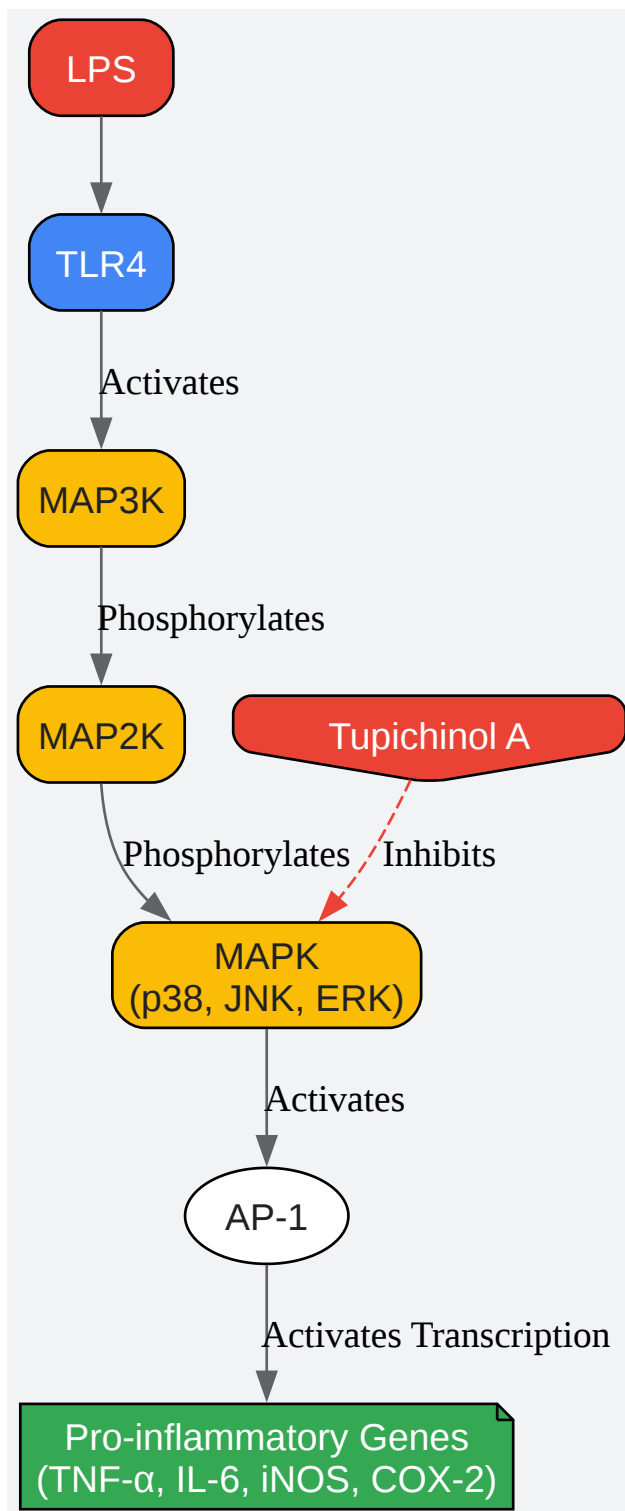 LPS
TLR4
Activates
MAP3K
Phosphorylates
MAP2K
Tupichinol A
Phosphorylates
Inhibits
MAPK
(p38, JNK, ERK)
Activates
AP-1
Activates Transcription
Pro-inflammatory Genes
(TNF-α, IL-6, iNOS, COX-2)